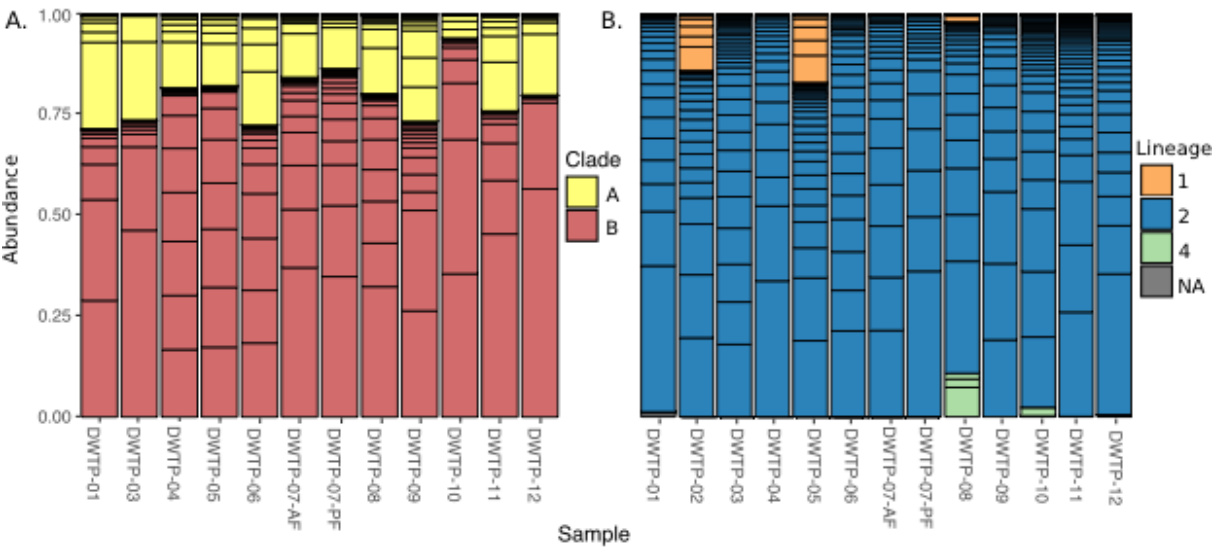 A.
B.
Abundance
1.00
0.75
0.50
0.25
0.00
DWTP-01
DWTP-03
DWTP-04
DWTP-05
DWTP-06
DWTP-07-AF
DWTP-07-PF
DWTP-08
DWTP-09
DWTP-10
DWTP-11
DWTP-12
Clade
A
B
DWTP-01
DWTP-02
DWTP-03
DWTP-04
DWTP-05
DWTP-06
DWTP-07-AF
DWTP-07-PF
DWTP-08
DWTP-09
DWTP-10
DWTP-11
DWTP-12
Lineage
1
2
4
NA
Sample